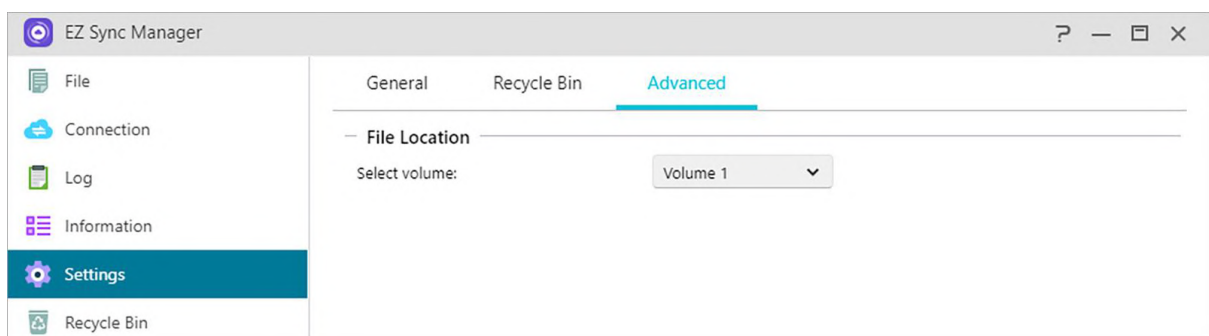 EZ Sync Manager
File
Connection
Log
Information
Settings
Recycle Bin
General Recycle Bin Advanced
File Location
Select volume: Volume 1